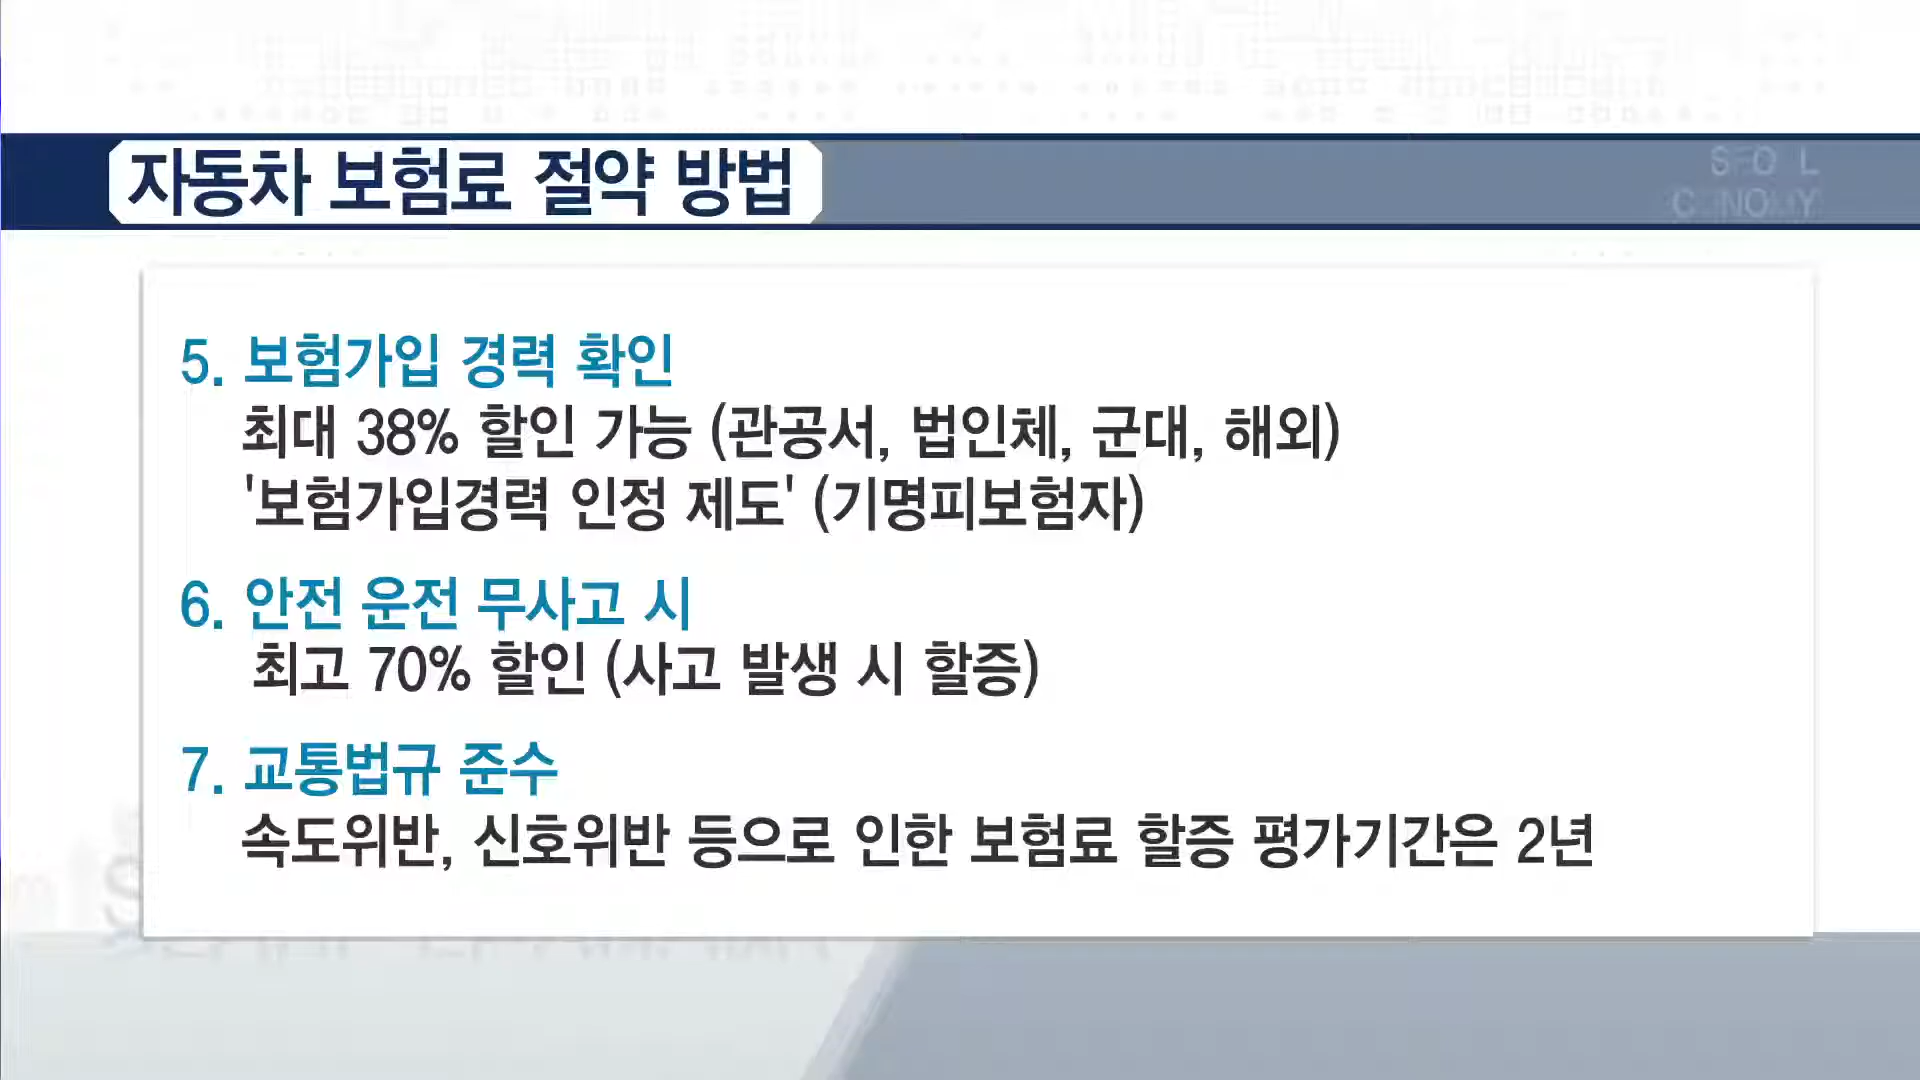 자동차 보험료 절약 방법
5. 보험가입 경력 확인
최대 38% 할인 가능 (관공서, 법인체, 군대, 해외)
'보험가입경력 인정 제도' (기명피보험자)
6. 안전 운전 무사고 시
최고 70% 할인 (사고 발생 시 할증)
7. 교통법규 준수
속도위반, 신호위반 등으로 인한 보험료 할증 평가기간은 2년